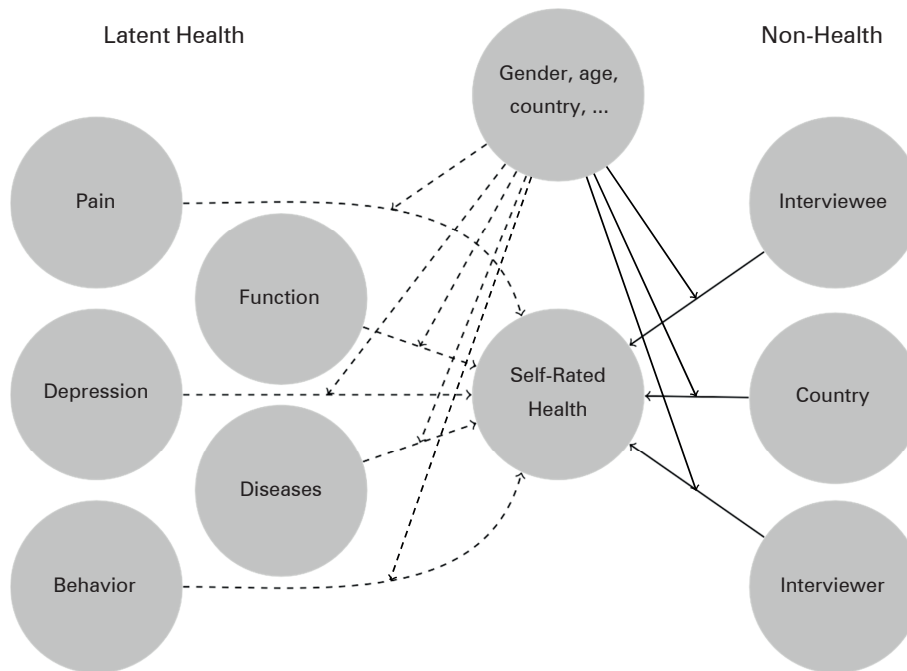 Latent Health
Non-Health
Gender, age,
country, ...
Pain
Interviewee
Function
Depression
Self-Rated
Health
Country
Diseases
Behavior
Interviewer